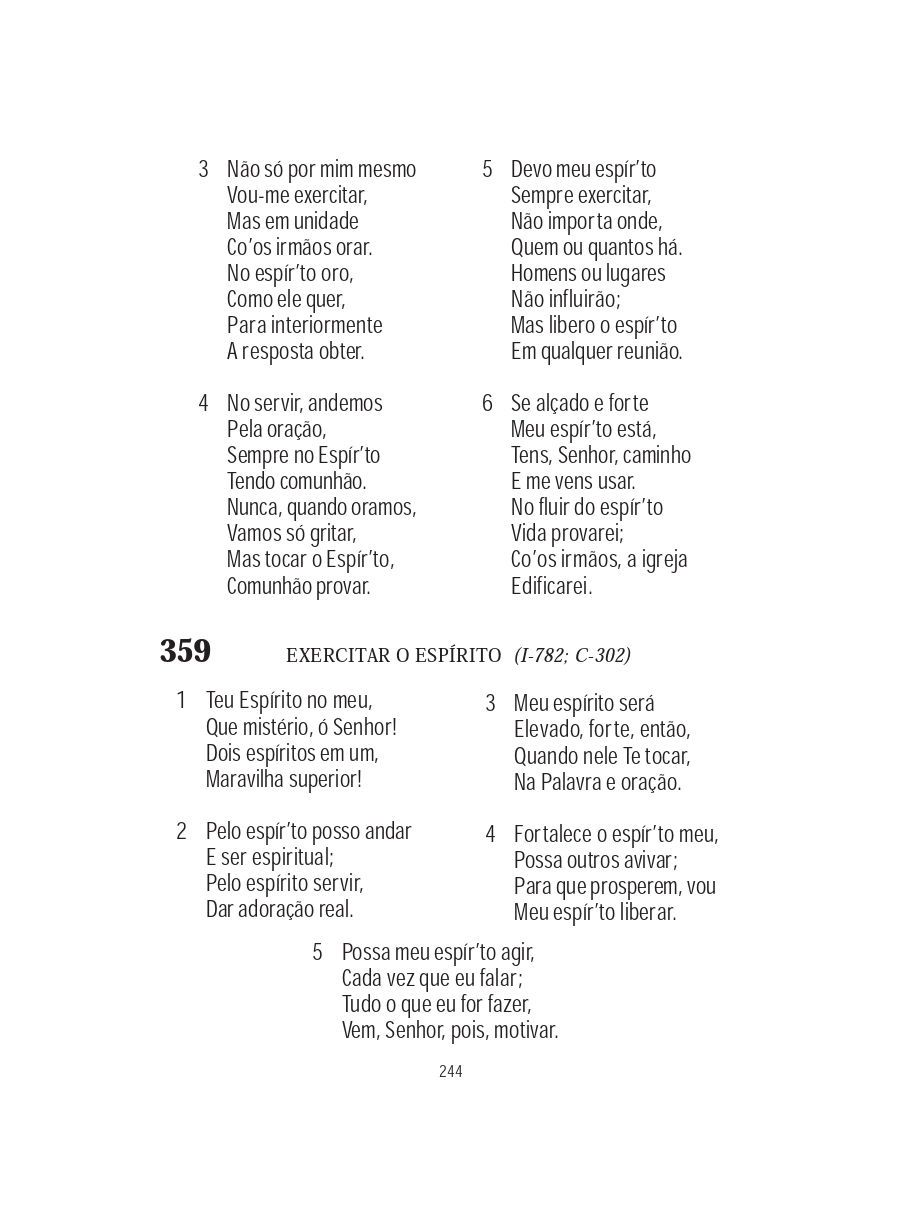 3 Não só por mim mesmo
Vou-me exercitar,
Mas em unidade
Co’os irmãos orar.
No espír’to oro,
Como ele quer,
Para interiormente
A resposta obter.
4 No servir, andemos
Pela oração,
Sempre no Espír’to
Tendo comunhão.
Nunca, quando oramos,
Vamos só gritar,
Mas tocar o Espír’to,
Comunhão provar.
5 Devo meu espír’to
Sempre exercitar,
Não importa onde,
Quem ou quantos há.
Homens ou lugares
Não influirão;
Mas libero o espír’to
Em qualquer reunião.
6 Se alçado e forte
Meu espír’to está,
Tens, Senhor, caminho
E me vens usar.
No fluir do espír’to
Vida provarei;
Co’os irmãos, a igreja
Edificarei.
359 EXERCITAR O ESPÍRITO (I-782; C-302)
1 Teu Espírito no meu,
Que mistério, ó Senhor!
Dois espíritos em um,
Maravilha superior!
2 Pelo espír’to posso andar
E ser espiritual;
Pelo espírito servir,
Dar adoração real.
3 Meu espírito será
Elevado, forte, então,
Quando nele Te tocar,
Na Palavra e oração.
4 Fortalece o espír’to meu,
Possa outros avivar;
Para que prosperem, vou
Meu espír’to liberar.
5 Possa meu espír’to agir,
Cada vez que eu falar;
Tudo o que eu for fazer,
Vem, Senhor, pois, motivar.
244